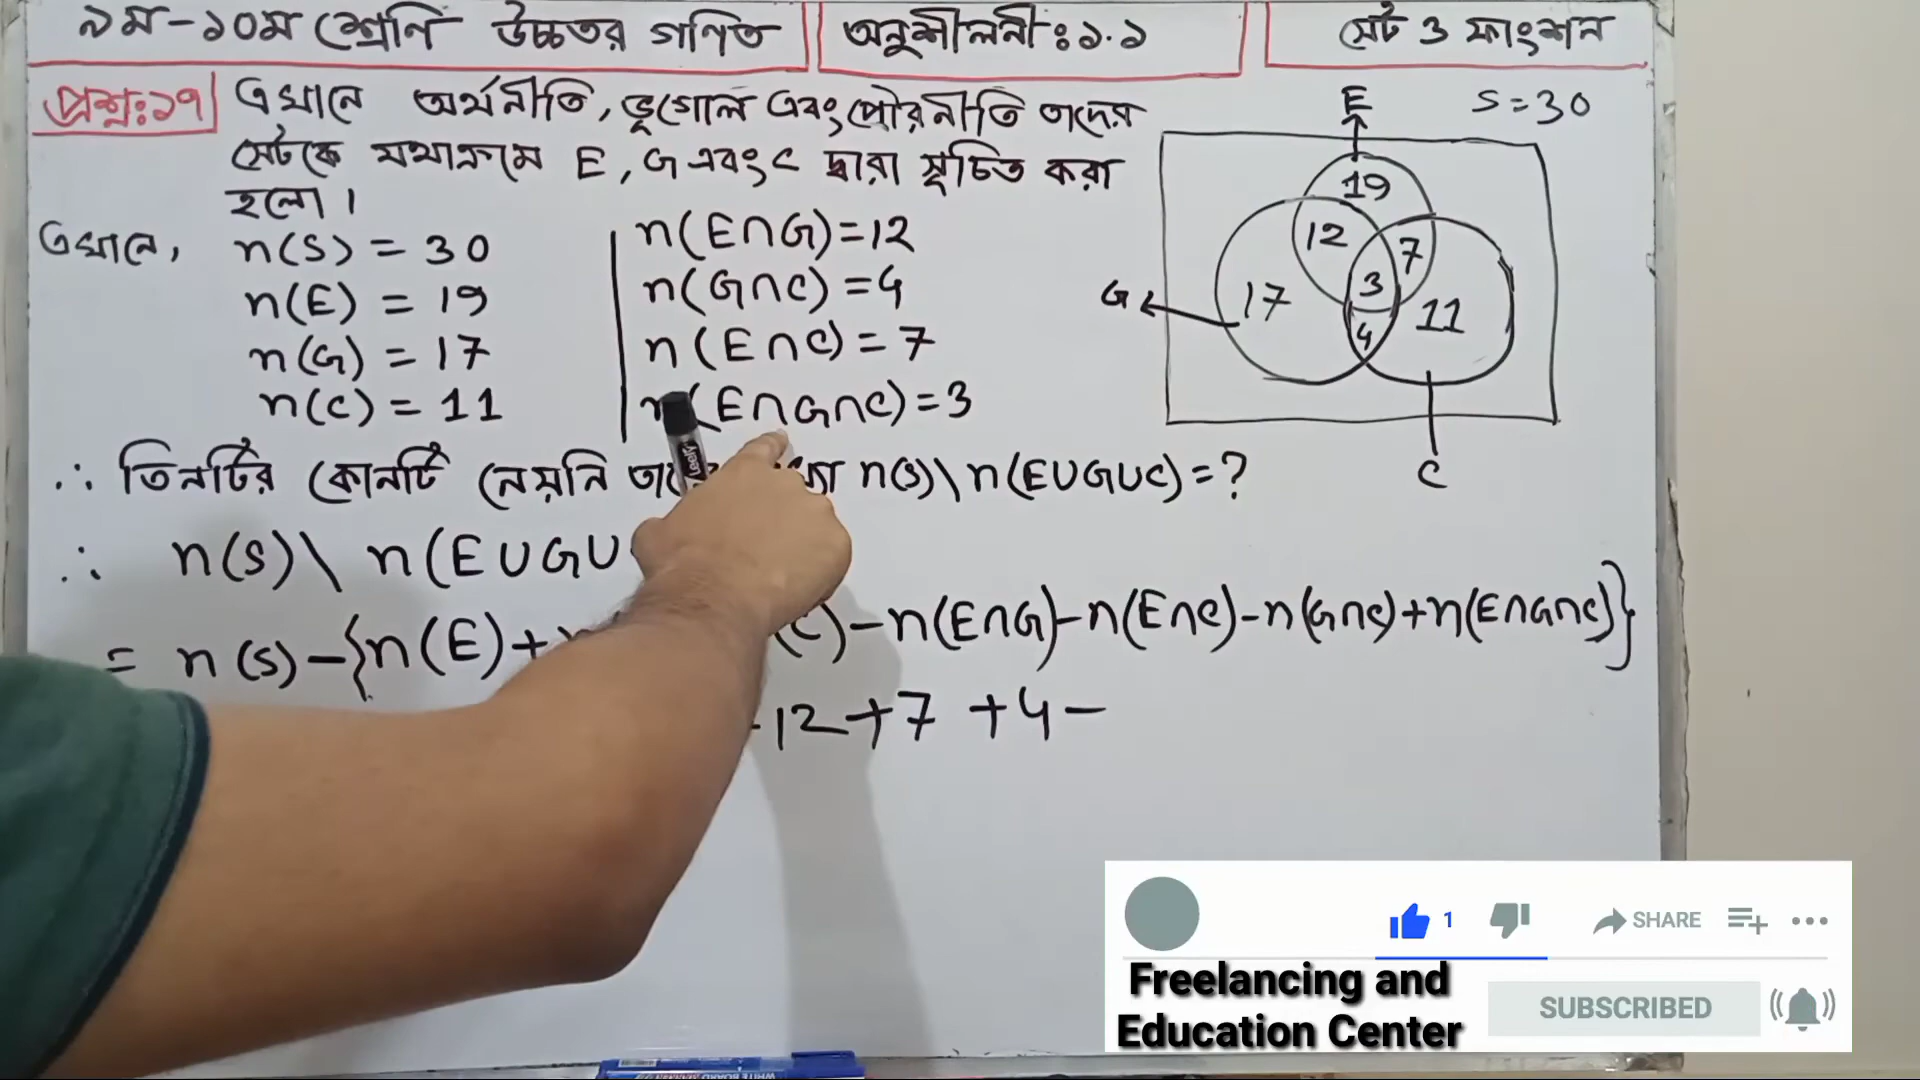 ৯ম-১০ম শ্রেণি উচ্চতর গণিত
অনুশীলনী: ১.১
সেট ও ফাংশন
প্রশ্ন: ১৭
এখানে অর্থনীতি, ভূগোল এবং পৌরনীতি তাদের
সেটকে যথাক্রমে E, G এবং C দ্বারা সূচিত করা
হলো।
এখানে, n(S) = 30
n(E) = 19
n(G) = 17
n(C) = 11
n(E∩G)=12
n(G∩C)=4
n(E∩C)=7
(E∩G∩C)=3
S=30
E
19
12
7
3
G
17
11
4
C
∴ তিনটির কোনটি নেয়নি n(S)\n(E∪G∪C)=?
∴ n(S)\ n(E∪G∪
= n(S)-{n(E)+ C)-n(E∩G)-n(E∩C)-n(G∩C)+n(E∩G∩C)}
12+7 +4-
1
SHARE
Freelancing and
Education Center
SUBSCRIBED